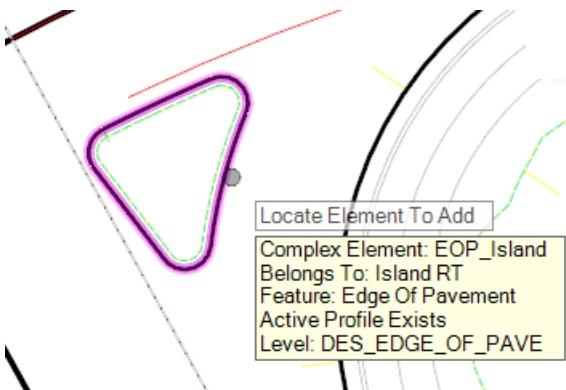 Locate Element To Add
Complex Element: EOP_Island
Belongs To: Island RT
Feature: Edge Of Pavement
Active Profile Exists
Level: DES_EDGE_OF_PAVE